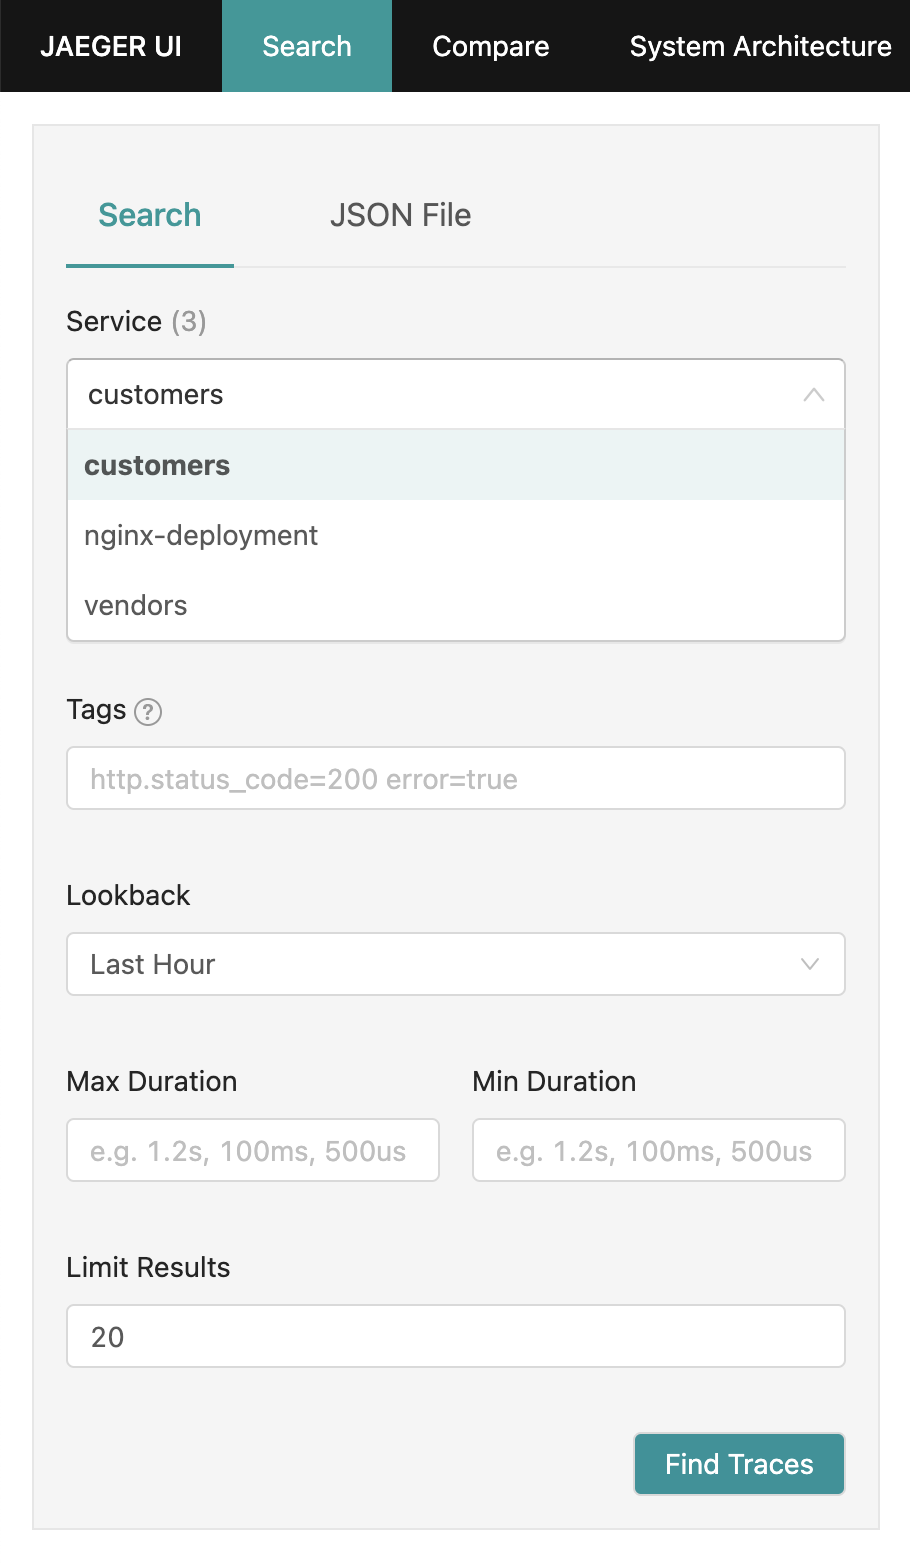 JAEGER UI Search Compare System Architecture
Search JSON File
Service (3)
customers
customers
nginx-deployment
vendors
Tags ?
http.status_code=200 error=true
Lookback
Last Hour
Max Duration Min Duration
e.g. 1.2s, 100ms, 500us e.g. 1.2s, 100ms, 500us
Limit Results
20
Find Traces